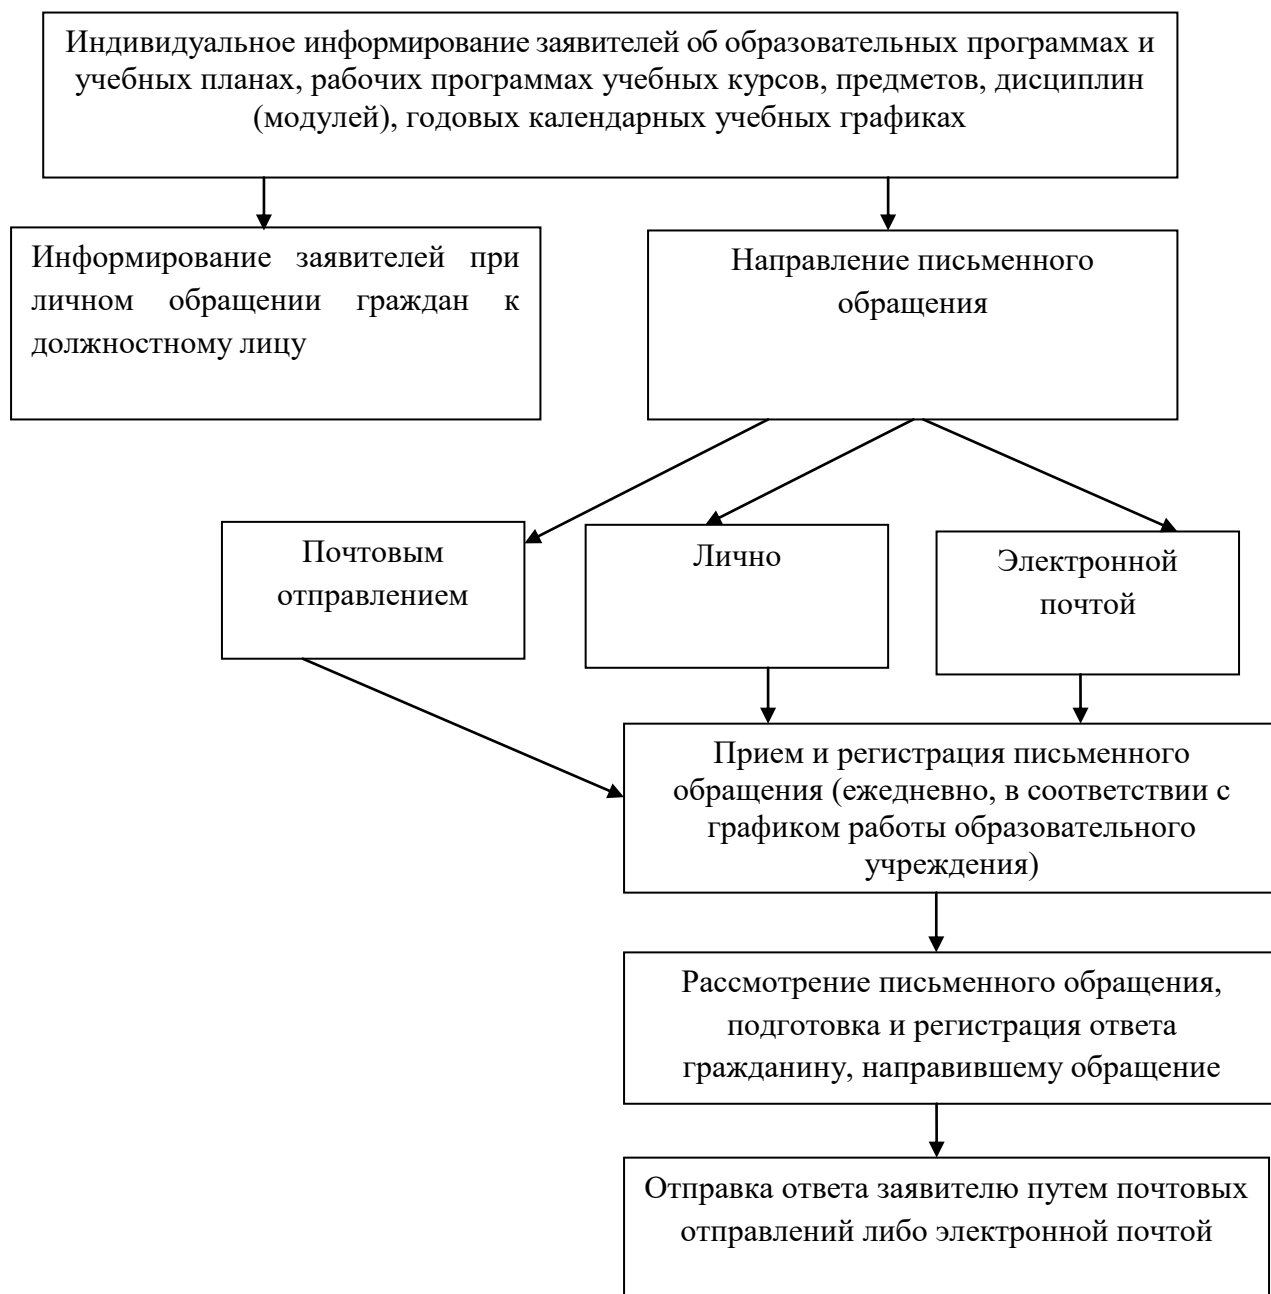 Индивидуальное информирование заявителей об образовательных программах и
учебных планах, рабочих программах учебных курсов, предметов, дисциплин
(модулей), годовых календарных учебных графиках
Информирование заявителей при
личном обращении граждан к
должностному лицу
Направление письменного
обращения
Почтовым
отправлением
Лично
Электронной
почтой
Прием и регистрация письменного
обращения (ежедневно, в соответствии с
графиком работы образовательного
учреждения)
Рассмотрение письменного обращения,
подготовка и регистрация ответа
гражданину, направившему обращение
Отправка ответа заявителю путем почтовых
отправлений либо электронной почтой